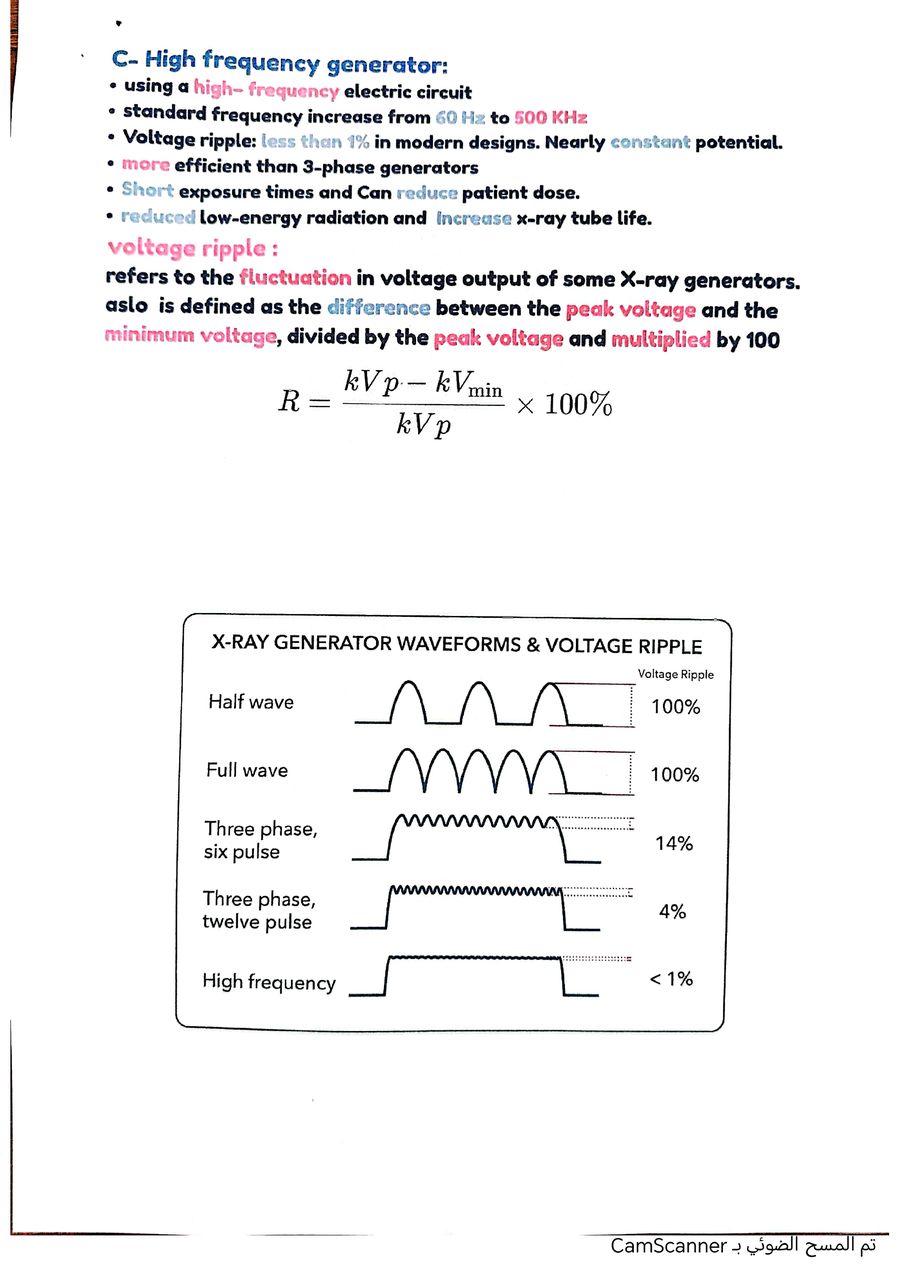 C- High frequency generator:
• using a high- frequency electric circuit
• standard frequency increase from 60 Hz to 500 KHz
• Voltage ripple: less than 1% in modern designs. Nearly constant potential.
• more efficient than 3-phase generators
• Short exposure times and Can reduce patient dose.
• reduced low-energy radiation and increase x-ray tube life.
voltage ripple :
refers to the fluctuation in voltage output of some X-ray generators.
aslo is defined as the difference between the peak voltage and the
minimum voltage, divided by the peak voltage and multiplied by 100
R = (kVp - kVmin) / kVp × 100%
X-RAY GENERATOR WAVEFORMS & VOLTAGE RIPPLE
Voltage Ripple
Half wave 100%
Full wave 100%
Three phase,
six pulse 14%
Three phase,
twelve pulse 4%
High frequency < 1%
تم المسح الضوئي بـ CamScanner